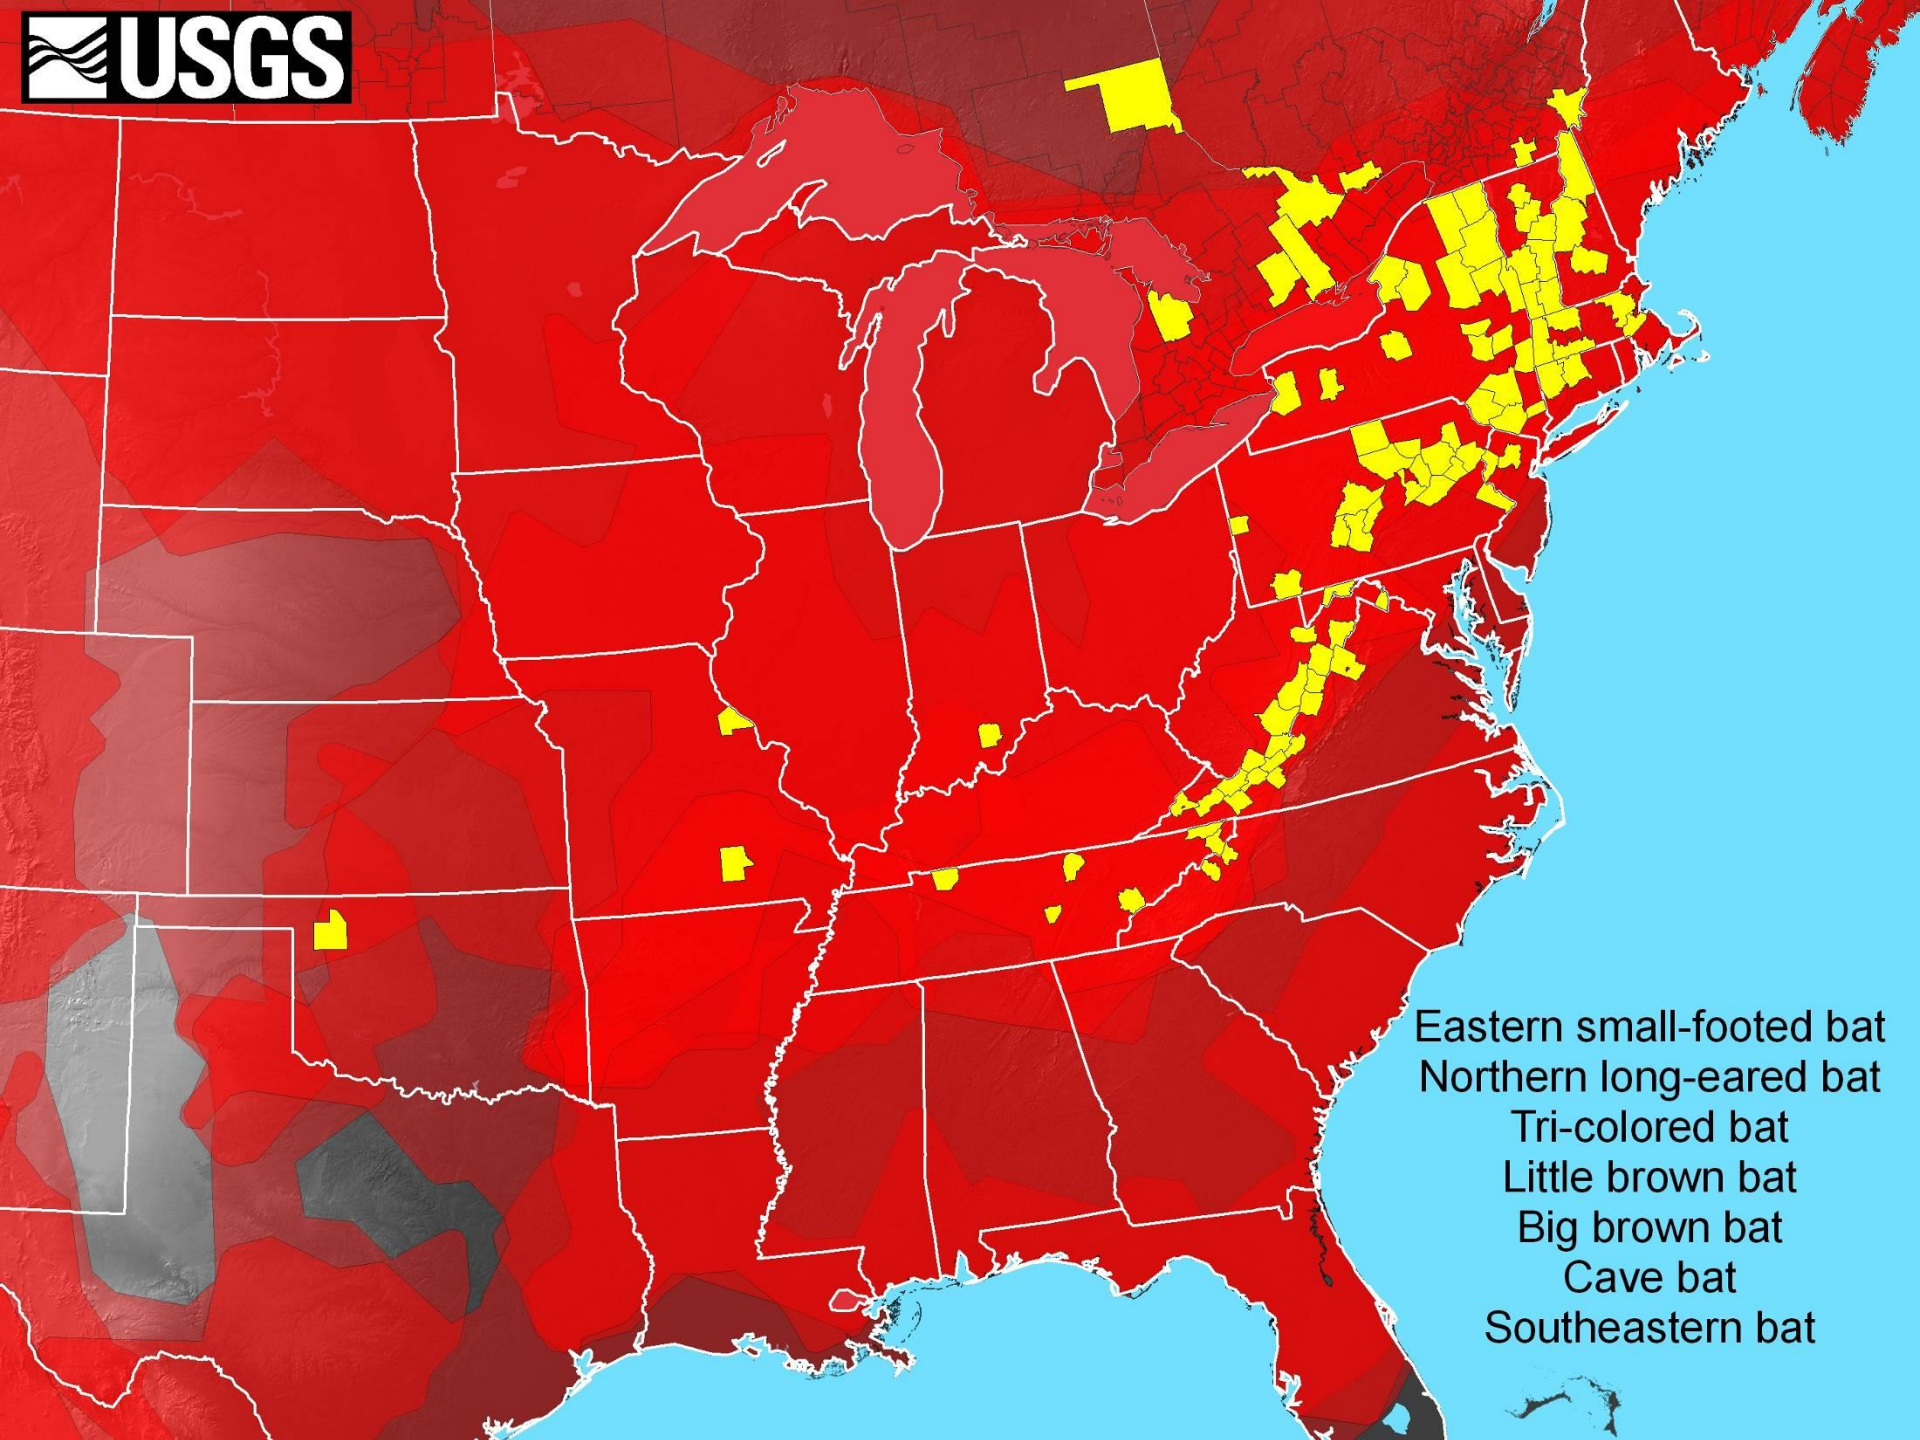 USGS
Eastern small-footed bat
Northern long-eared bat
Tri-colored bat
Little brown bat
Big brown bat
Cave bat
Southeastern bat